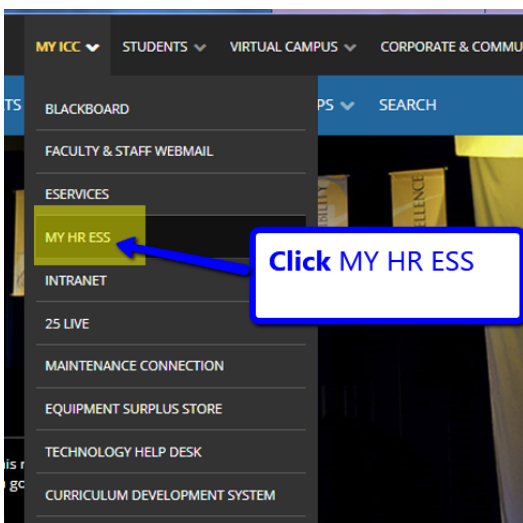 MY ICC STUDENTS VIRTUAL CAMPUS CORPORATE & COMMU
TS PS SEARCH
BLACKBOARD
FACULTY & STAFF WEBMAIL
ESERVICES
MY HR ESS
INTRANET
25 LIVE
MAINTENANCE CONNECTION
EQUIPMENT SURPLUS STORE
TECHNOLOGY HELP DESK
CURRICULUM DEVELOPMENT SYSTEM
Click MY HR ESS